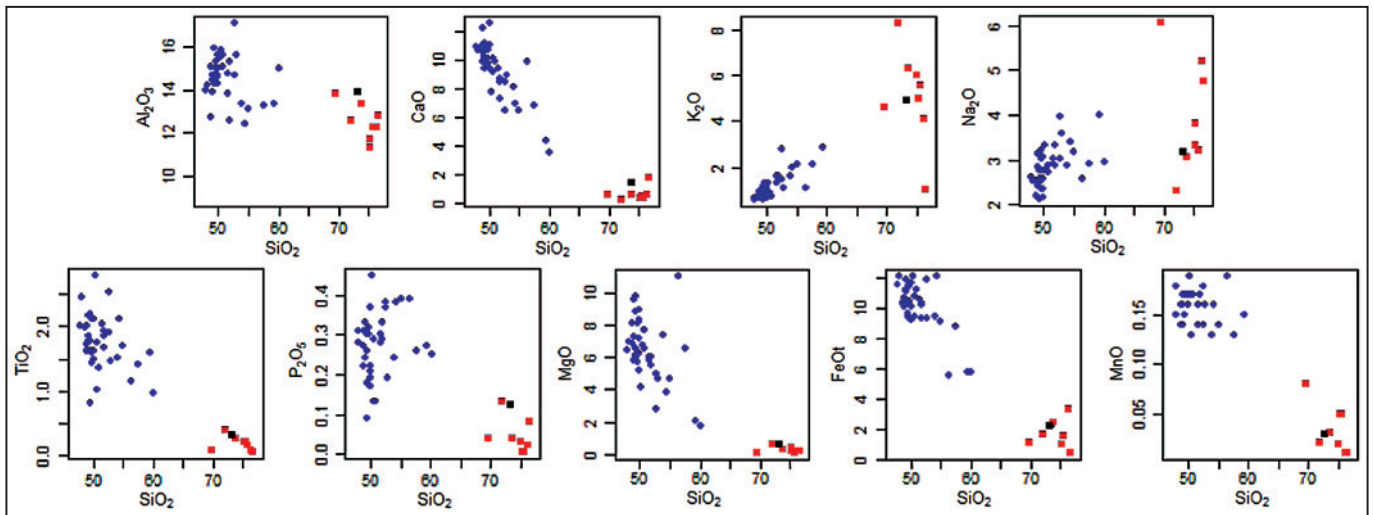 Al₂O₃
10 12 14 16
50 60 70
SiO₂
CaO
0 2 4 6 8 10 12
50 60 70
SiO₂
K₂O
2 4 6 8
50 60 70
SiO₂
Na₂O
2 3 4 5 6
50 60 70
SiO₂
TiO₂
0.0 1.0 2.0
50 60 70
SiO₂
P₂O₅
0.0 0.1 0.2 0.3 0.4
50 60 70
SiO₂
MgO
0 2 4 6 8 10
50 60 70
SiO₂
FeOt
0 2 4 6 8 10
50 60 70
SiO₂
MnO
0.05 0.10 0.15
50 60 70
SiO₂